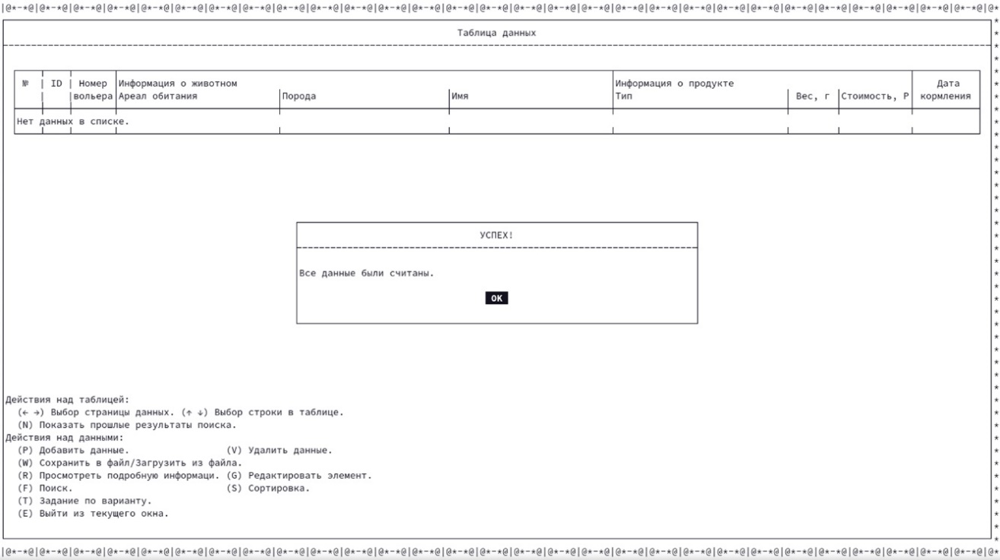 |@*-*@|@*-*@|@*-*@|@*-*@|@*-*@|@*-*@|@*-*@|@*-*@|@*-*@|@*-*@|@*-*@|@*-*@|@*-*@|@*-*@|@*-*@|@*-*@|@*-*@|@*-*@|@*-*@|@*-*@|@*-*@|@*-*@|@*-*@|@*-*@|@*-*@|@*-*@|@*-*@|@*-*@|@*-*@|@*
Таблица данных
№ | ID | Номер Информация о животном Информация о продукте Дата
вольера Ареал обитания Порода Имя Тип Вес, г Стоимость, Р кормления
Нет данных в списке.
УСПЕХ!
Все данные были считаны.
OK
Действия над таблицей:
(← →) Выбор страницы данных. (↑ ↓) Выбор строки в таблице.
(N) Показать прошлые результаты поиска.
Действия над данными:
(P) Добавить данные. (V) Удалить данные.
(W) Сохранить в файл/Загрузить из файла.
(R) Просмотреть подробную информаци. (G) Редактировать элемент.
(F) Поиск. (S) Сортировка.
(T) Задание по варианту.
(E) Выйти из текущего окна.
|@*-*@|@*-*@|@*-*@|@*-*@|@*-*@|@*-*@|@*-*@|@*-*@|@*-*@|@*-*@|@*-*@|@*-*@|@*-*@|@*-*@|@*-*@|@*-*@|@*-*@|@*-*@|@*-*@|@*-*@|@*-*@|@*-*@|@*-*@|@*-*@|@*-*@|@*-*@|@*-*@|@*-*@|@*-*@|@*